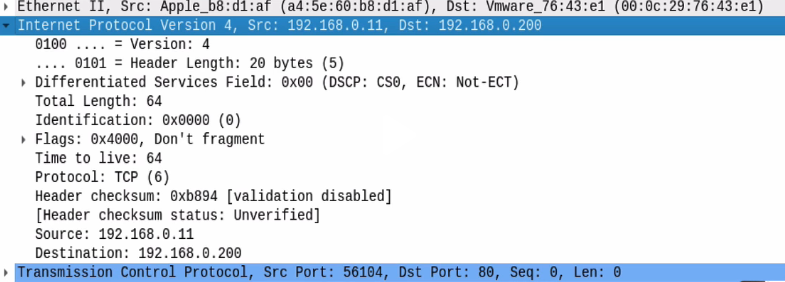 Ethernet II, Src: Apple_b8:d1:af (a4:5e:60:b8:d1:af), Dst: Vmware_76:43:e1 (00:0c:29:76:43:e1)
Internet Protocol Version 4, Src: 192.168.0.11, Dst: 192.168.0.200
0100 .... = Version: 4
.... 0101 = Header Length: 20 bytes (5)
Differentiated Services Field: 0x00 (DSCP: CS0, ECN: Not-ECT)
Total Length: 64
Identification: 0x0000 (0)
Flags: 0x4000, Don't fragment
Time to live: 64
Protocol: TCP (6)
Header checksum: 0xb894 [validation disabled]
[Header checksum status: Unverified]
Source: 192.168.0.11
Destination: 192.168.0.200
Transmission Control Protocol, Src Port: 56104, Dst Port: 80, Seq: 0, Len: 0